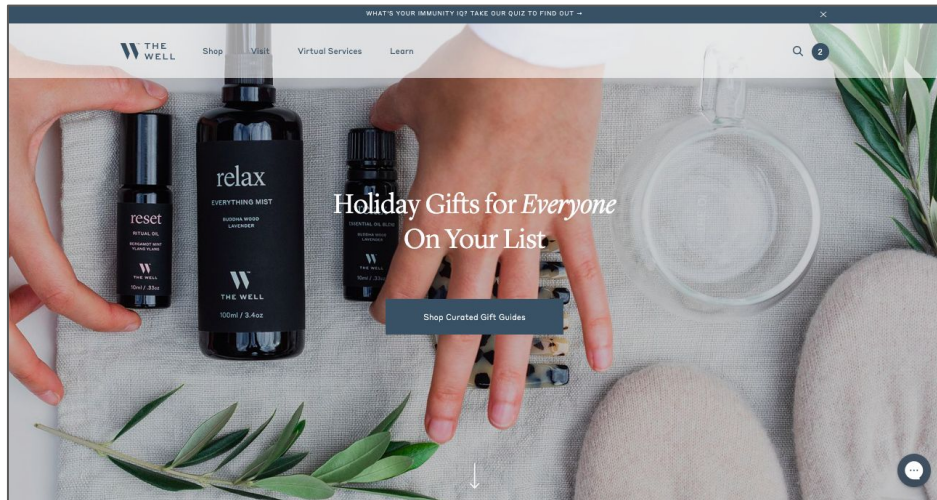 WHAT'S YOUR IMMUNITY IQ? TAKE OUR QUIZ TO FIND OUT →
THE
WELL
Shop
Visit
Virtual Services
Learn
2
reset
RITUAL OIL
BERGAMOT MINT
YLANG YLANG
THE WELL
10ml / .33oz
relax
EVERYTHING MIST
BUDDHA WOOD
LAVENDER
THE WELL
100ml / 3.4oz
ESSENTIAL OIL BLEND
BUDDHA WOOD
LAVENDER
THE WELL
10ml / .33oz
Holiday Gifts for Everyone
On Your List
Shop Curated Gift Guides